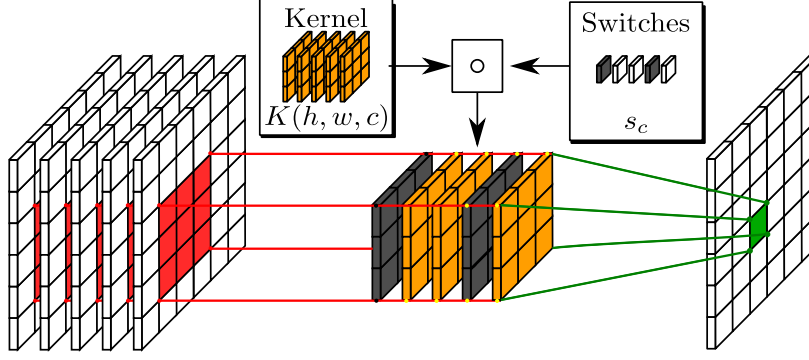 Kernel
K(h, w, c)
Switches
s_c